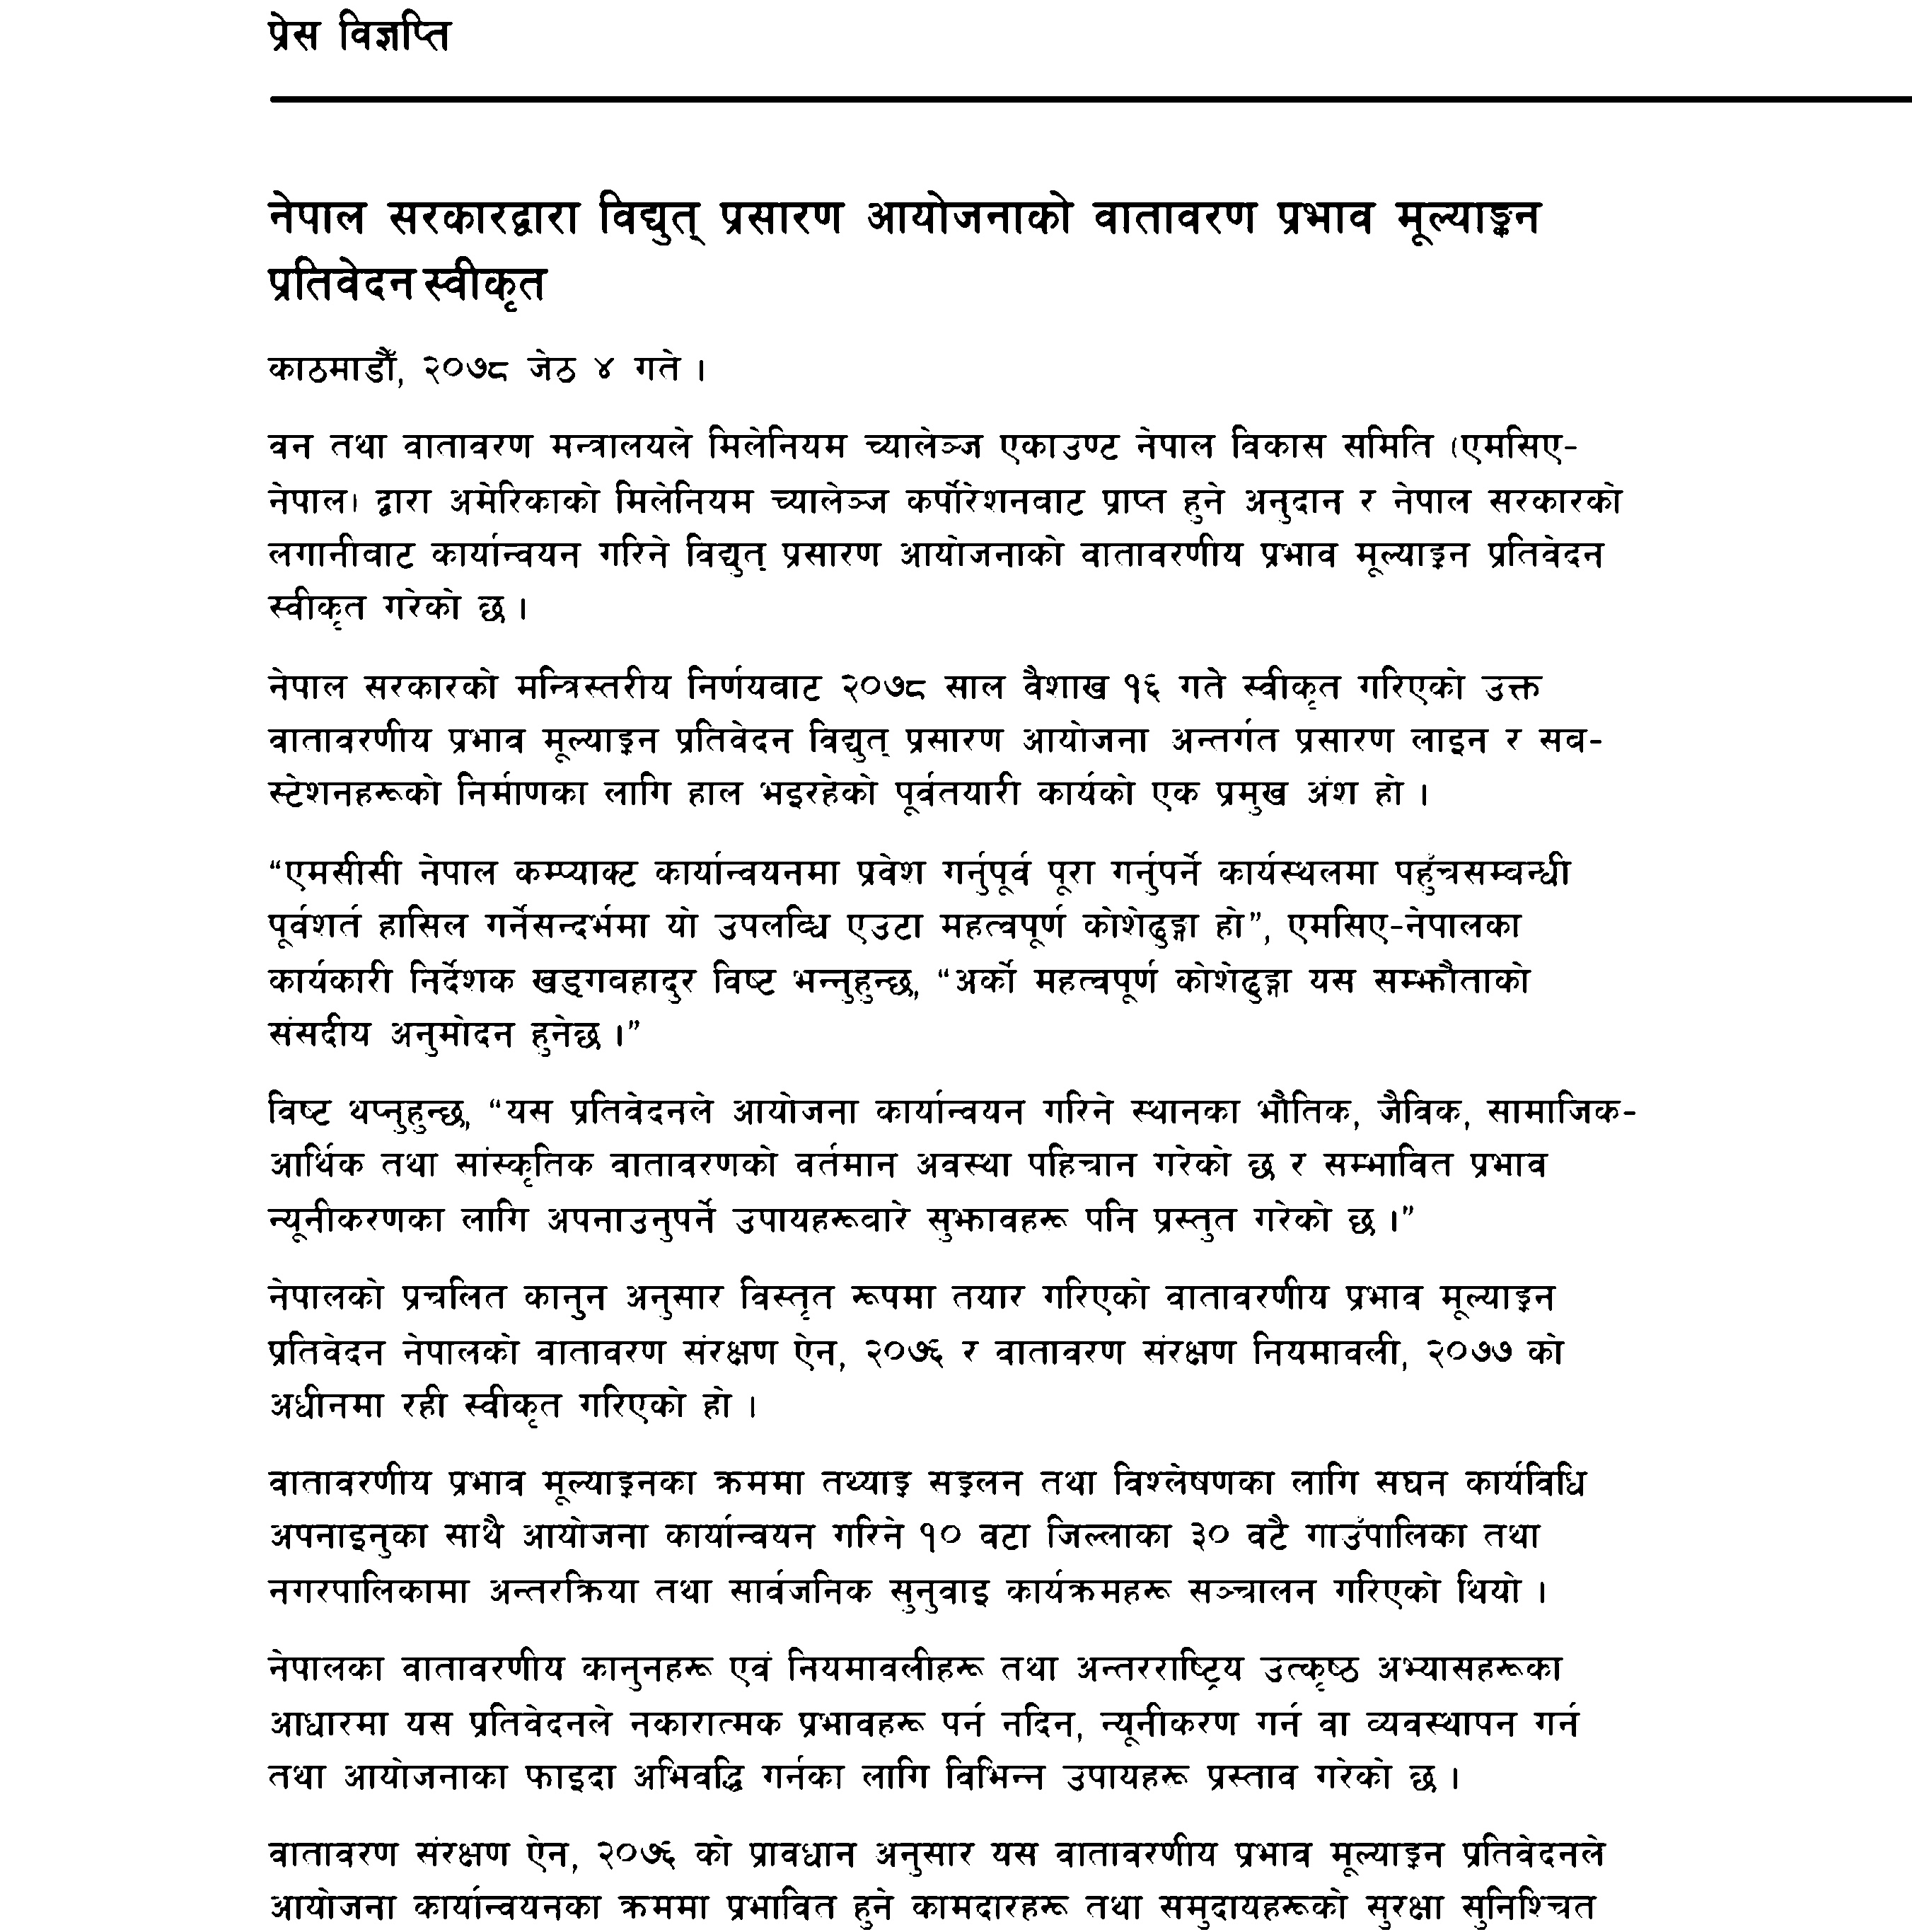 प्रेस विज्ञप्ति
नेपाल सरकारद्वारा विद्युत् प्रसारण आयोजनाको वातावरण प्रभाव मूल्याङ्कन
प्रतिवेदन स्वीकृत
काठमाडौँ, २०७८ जेठ ४ गते ।
वन तथा वातावरण मन्त्रालयले मिलेनियम च्यालेञ्ज एकाउण्ट नेपाल विकास समिति (एमसिए-
नेपाल) द्वारा अमेरिकाको मिलेनियम च्यालेञ्ज कर्पोरेशनबाट प्राप्त हुने अनुदान र नेपाल सरकारको
लगानीबाट कार्यान्वयन गरिने विद्युत् प्रसारण आयोजनाको वातावरणीय प्रभाव मूल्याङ्कन प्रतिवेदन
स्वीकृत गरेको छ ।
नेपाल सरकारको मन्त्रिस्तरीय निर्णयबाट २०७८ साल वैशाख १६ गते स्वीकृत गरिएको उक्त
वातावरणीय प्रभाव मूल्याङ्कन प्रतिवेदन विद्युत् प्रसारण आयोजना अन्तर्गत प्रसारण लाइन र सब-
स्टेशनहरूको निर्माणका लागि हाल भइरहेको पूर्वतयारी कार्यको एक प्रमुख अंश हो ।
“एमसीसी नेपाल कम्प्याक्ट कार्यान्वयनमा प्रवेश गर्नुपूर्व पूरा गर्नुपर्ने कार्यस्थलमा पहुँचसम्बन्धी
पूर्वशर्त हासिल गर्नेसन्दर्भमा यो उपलब्धि एउटा महत्वपूर्ण कोशेढुङ्गा हो”, एमसिए-नेपालका
कार्यकारी निर्देशक खड्गबहादुर विष्ट भन्नुहुन्छ, “अर्को महत्वपूर्ण कोशेढुङ्गा यस सम्झौताको
संसदीय अनुमोदन हुनेछ ।”
विष्ट थप्नुहुन्छ, “यस प्रतिवेदनले आयोजना कार्यान्वयन गरिने स्थानका भौतिक, जैविक, सामाजिक-
आर्थिक तथा सांस्कृतिक वातावरणको वर्तमान अवस्था पहिचान गरेको छ र सम्भावित प्रभाव
न्यूनीकरणका लागि अपनाउनुपर्ने उपायहरूबारे सुझावहरू पनि प्रस्तुत गरेको छ ।”
नेपालको प्रचलित कानुन अनुसार विस्तृत रूपमा तयार गरिएको वातावरणीय प्रभाव मूल्याङ्कन
प्रतिवेदन नेपालको वातावरण संरक्षण ऐन, २०७६ र वातावरण संरक्षण नियमावली, २०७७ को
अधीनमा रही स्वीकृत गरिएको हो ।
वातावरणीय प्रभाव मूल्याङ्कनका क्रममा तथ्याङ्क सङ्कलन तथा विश्लेषणका लागि सघन कार्यविधि
अपनाइनुका साथै आयोजना कार्यान्वयन गरिने १० वटा जिल्लाका ३० वटै गाउँपालिका तथा
नगरपालिकामा अन्तरक्रिया तथा सार्वजनिक सुनुवाइ कार्यक्रमहरू सञ्चालन गरिएको थियो ।
नेपालका वातावरणीय कानुनहरू एवं नियमावलीहरू तथा अन्तरराष्ट्रिय उत्कृष्ठ अभ्यासहरूका
आधारमा यस प्रतिवेदनले नकारात्मक प्रभावहरू पर्न नदिन, न्यूनीकरण गर्न वा व्यवस्थापन गर्न
तथा आयोजनाका फाइदा अभिवद्धि गर्नका लागि विभिन्न उपायहरू प्रस्ताव गरेको छ ।
वातावरण संरक्षण ऐन, २०७६ को प्रावधान अनुसार यस वातावरणीय प्रभाव मूल्याङ्कन प्रतिवेदनले
आयोजना कार्यान्वयनका क्रममा प्रभावित हुने कामदारहरू तथा समुदायहरूको सुरक्षा सुनिश्चित